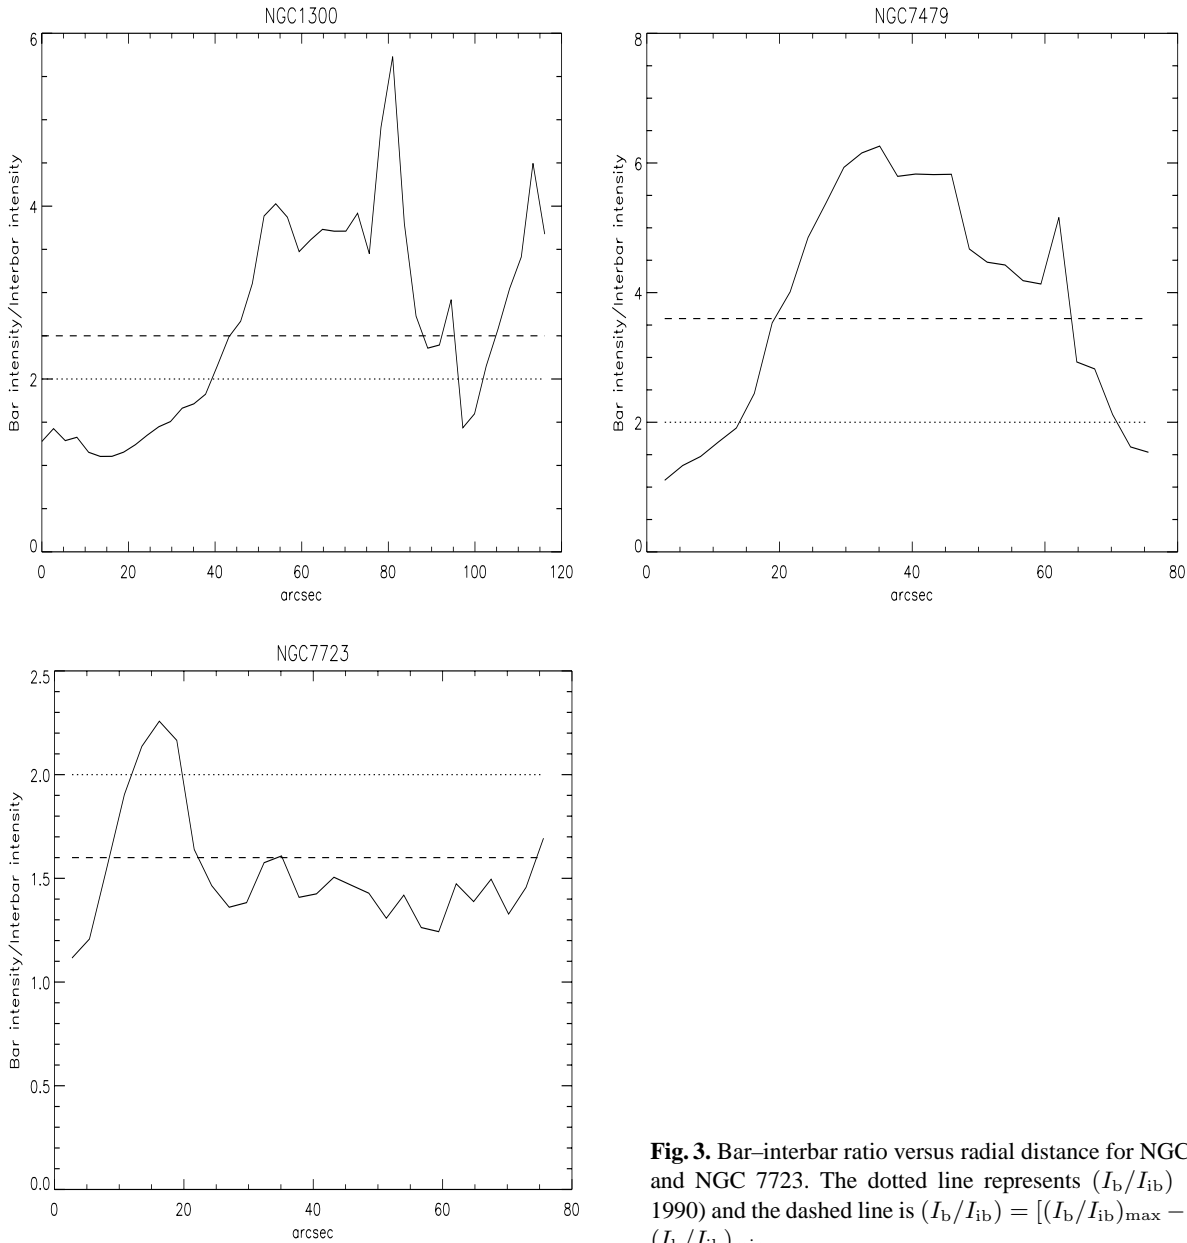 NGC1300
Bar intensity/Interbar intensity
6
4
2
0
0 20 40 60 80 100 120
arcsec
NGC7479
Bar intensity/Interbar intensity
8
6
4
2
0
0 20 40 60 80
arcsec
NGC7723
Bar intensity/Interbar intensity
2.5
2.0
1.5
1.0
0.5
0.0
0 20 40 60 80
arcsec
Fig. 3. Bar–interbar ratio versus radial distance for NGC
and NGC 7723. The dotted line represents (I_b/I_ib)
1990) and the dashed line is (I_b/I_ib) = [(I_b/I_ib)_max −